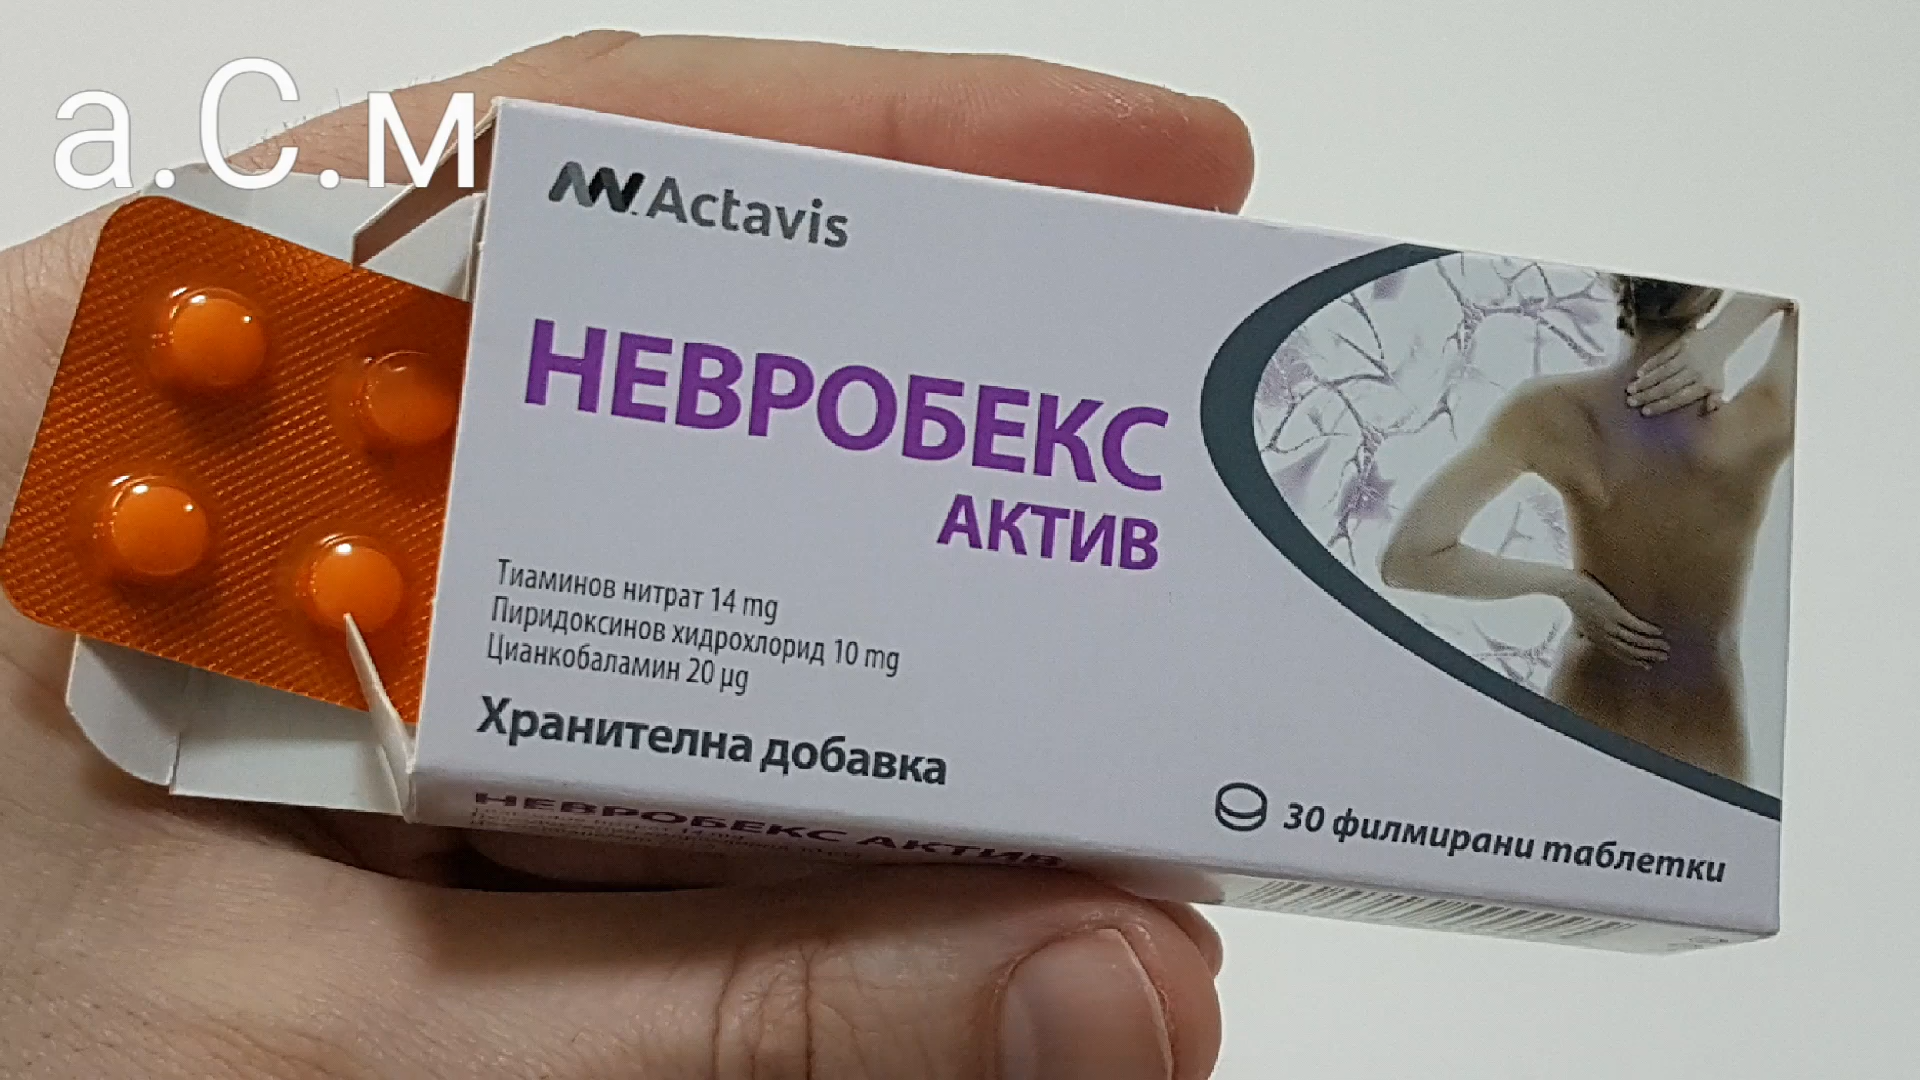 a.C.м
Actavis
НЕВРОБЕКС
АКТИВ
Тиаминов нитрат 14 mg
Пиридоксинов хидрохлорид 10 mg
Цианкобаламин 20 µg
Хранителна добавка
30 филмирани таблетки
НЕВРОБЕКС АКТИВ